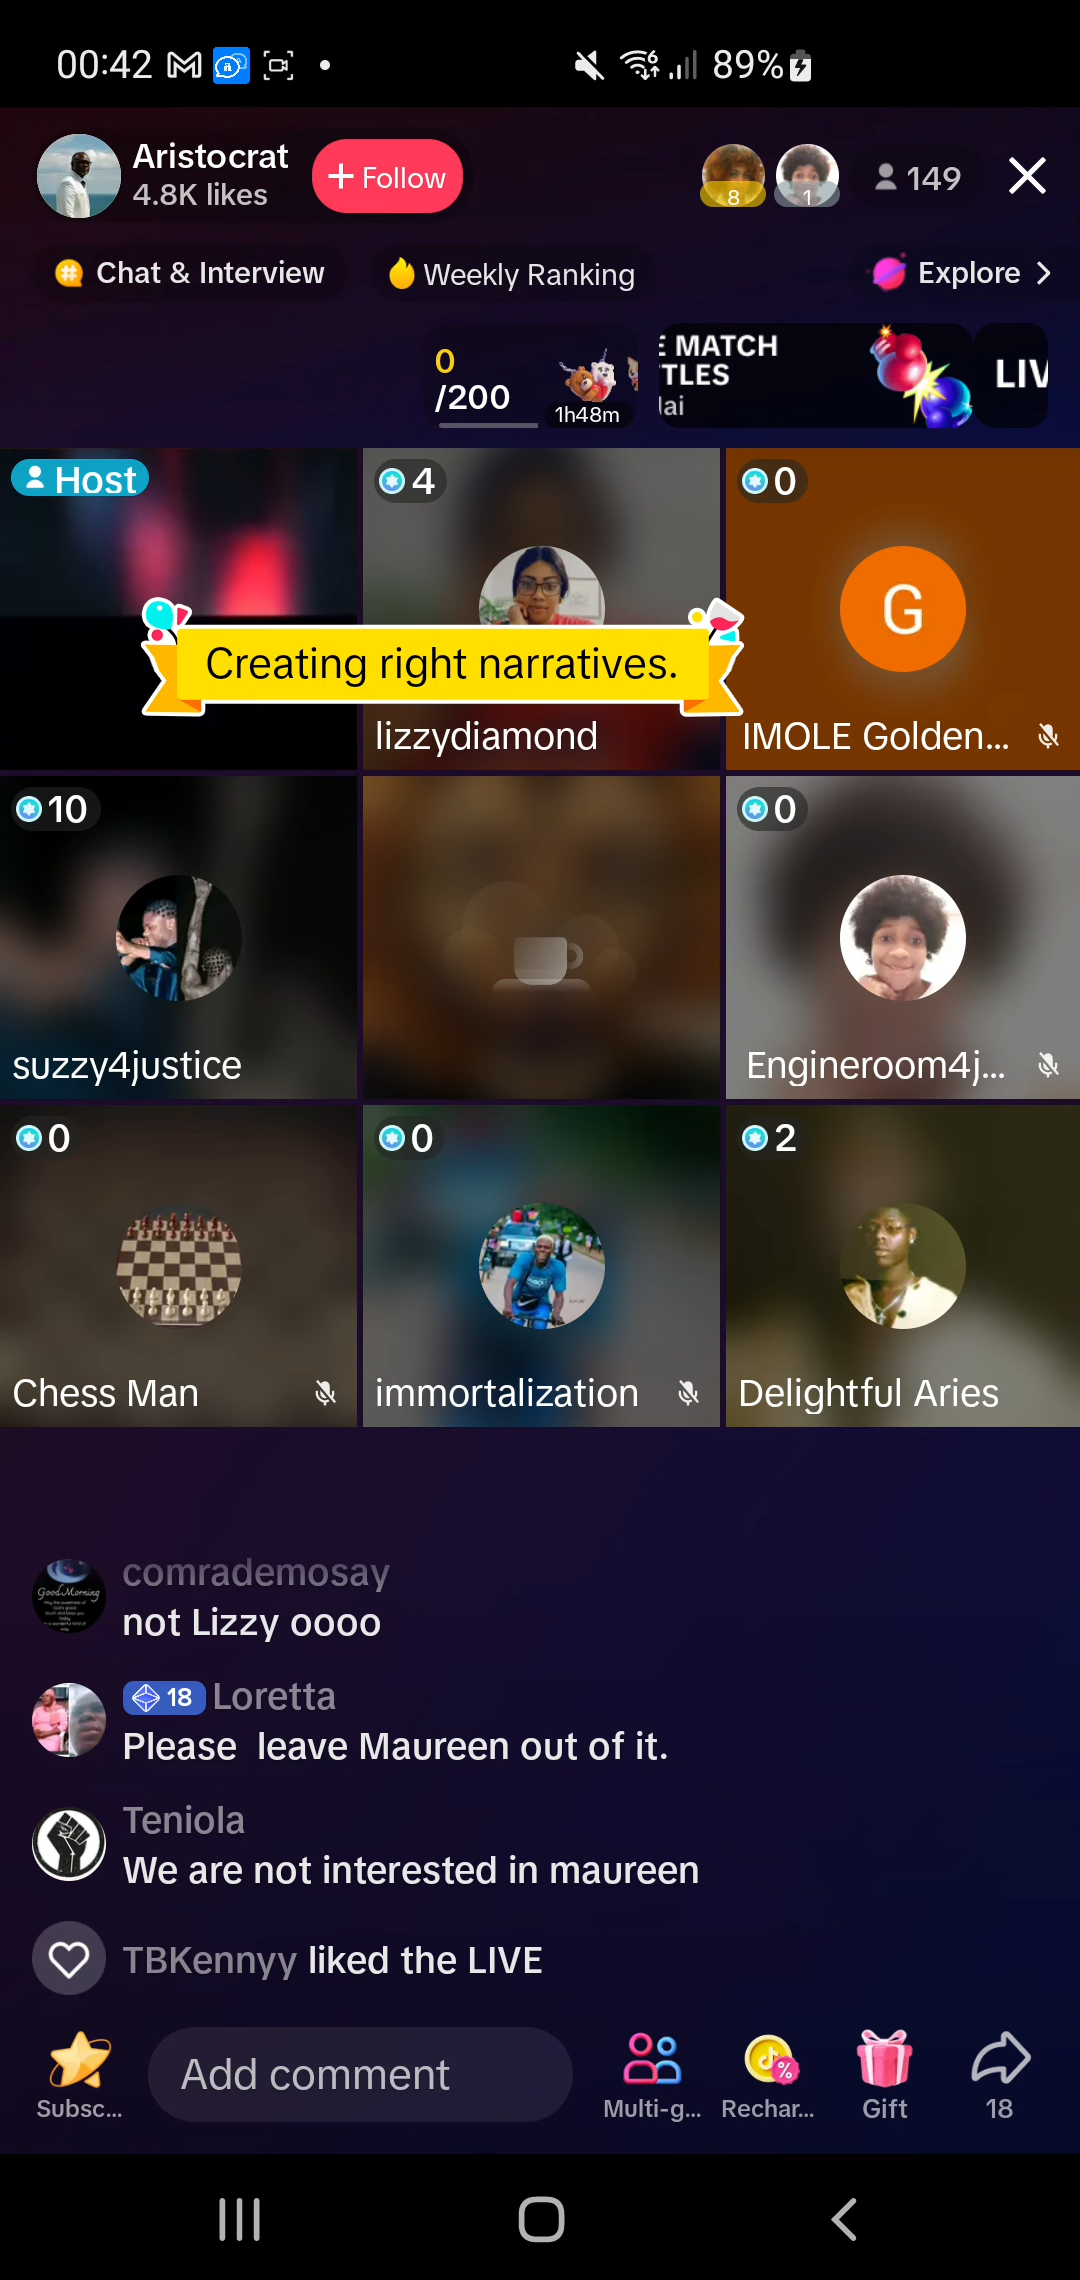 00:42
89%
Aristocrat
4.8K likes
+ Follow
8
1
149
Chat & Interview
Weekly Ranking
Explore >
0
/200
1h48m
E MATCH
TLES
LIV
Host
4
0
Creating right narratives.
G
lizzydiamond
IMOLE Golden...
10
0
suzzy4justice
Engineroom4j...
0
0
2
Chess Man
immortalization
Delightful Aries
comrademosay
not Lizzy oooo
Good Morning
18 Loretta
Please leave Maureen out of it.
Teniola
We are not interested in maureen
TBKennyy liked the LIVE
Add comment
Subsc...
Multi-g...
Rechar...
Gift
18